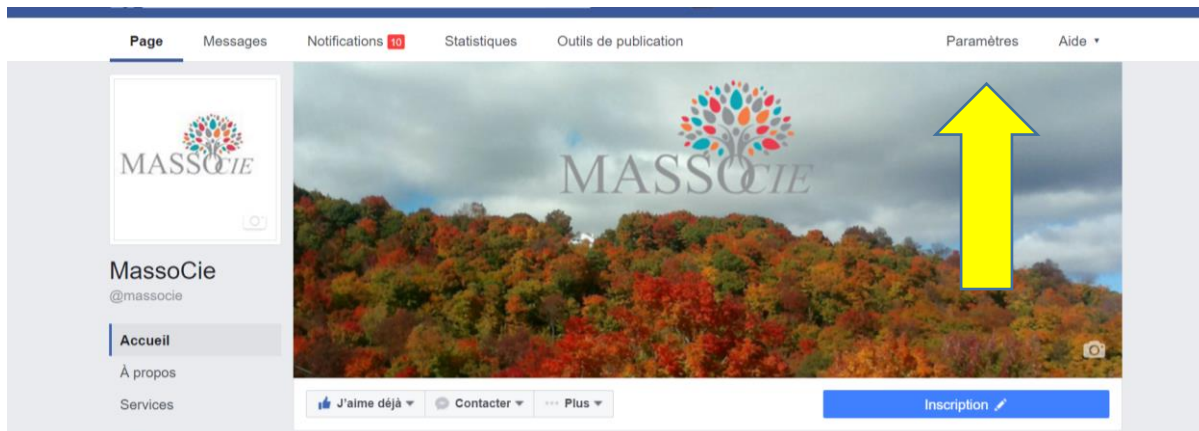 Page Messages Notifications 10 Statistiques Outils de publication Paramètres Aide
MASSOCIE
MASSOCIE
MassoCie
@massocie
Accueil
À propos
Services
J'aime déjà Contacter Plus Inscription